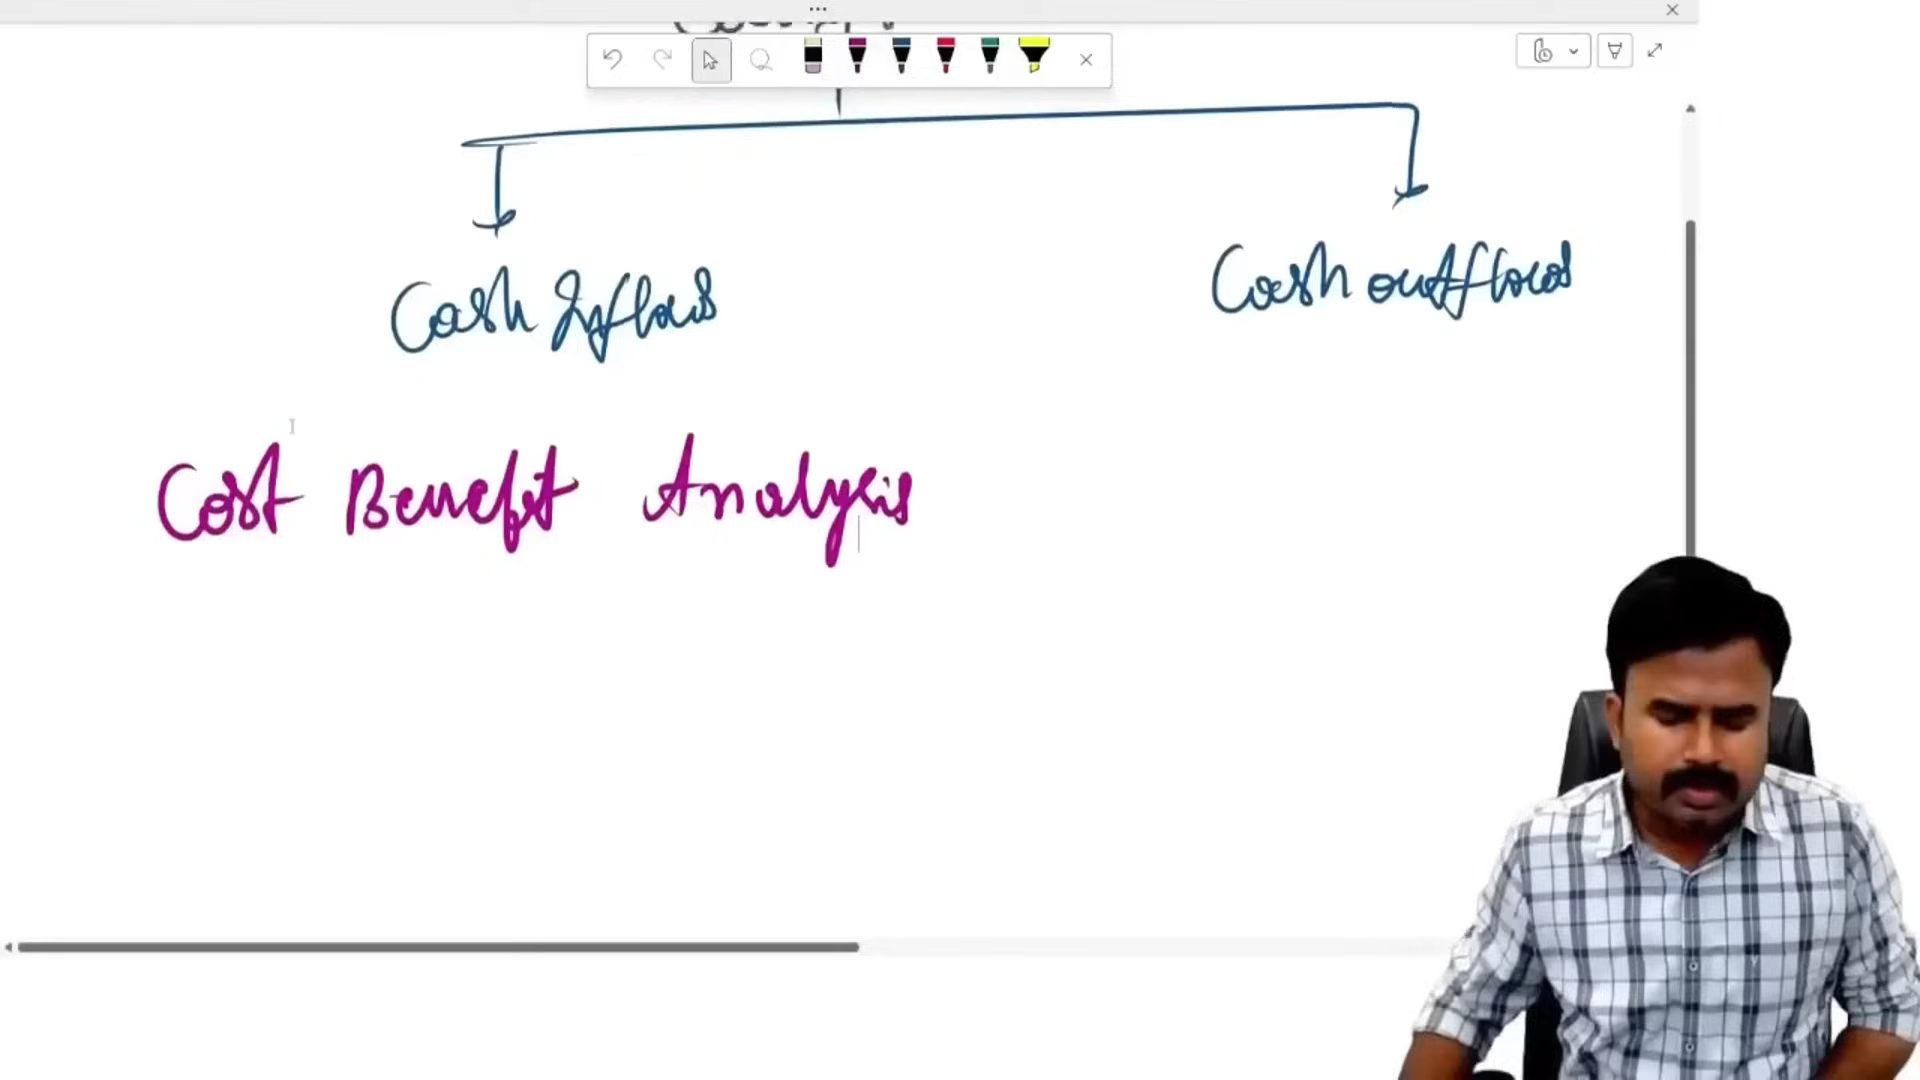 Cash Inflows
Cash outflows
Cost Benefit Analysis